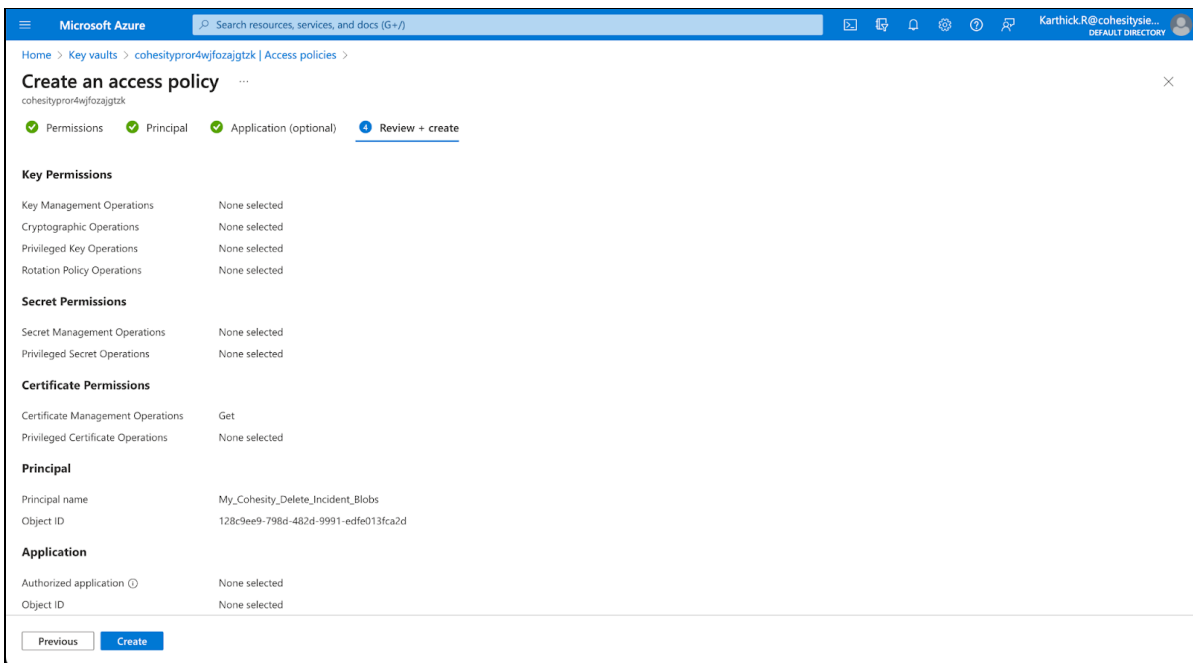 Microsoft Azure
Search resources, services, and docs (G+/)
Karthick.R@cohesitysie...
DEFAULT DIRECTORY
Home > Key vaults > cohesitypror4wjfozajgtzk | Access policies >
Create an access policy ...
cohesitypror4wjfozajgtzk
Permissions Principal Application (optional) 4 Review + create
Key Permissions
Key Management Operations None selected
Cryptographic Operations None selected
Privileged Key Operations None selected
Rotation Policy Operations None selected
Secret Permissions
Secret Management Operations None selected
Privileged Secret Operations None selected
Certificate Permissions
Certificate Management Operations Get
Privileged Certificate Operations None selected
Principal
Principal name My_Cohesity_Delete_Incident_Blobs
Object ID 128c9ee9-798d-482d-9991-edfe013fca2d
Application
Authorized application None selected
Object ID None selected
Previous Create